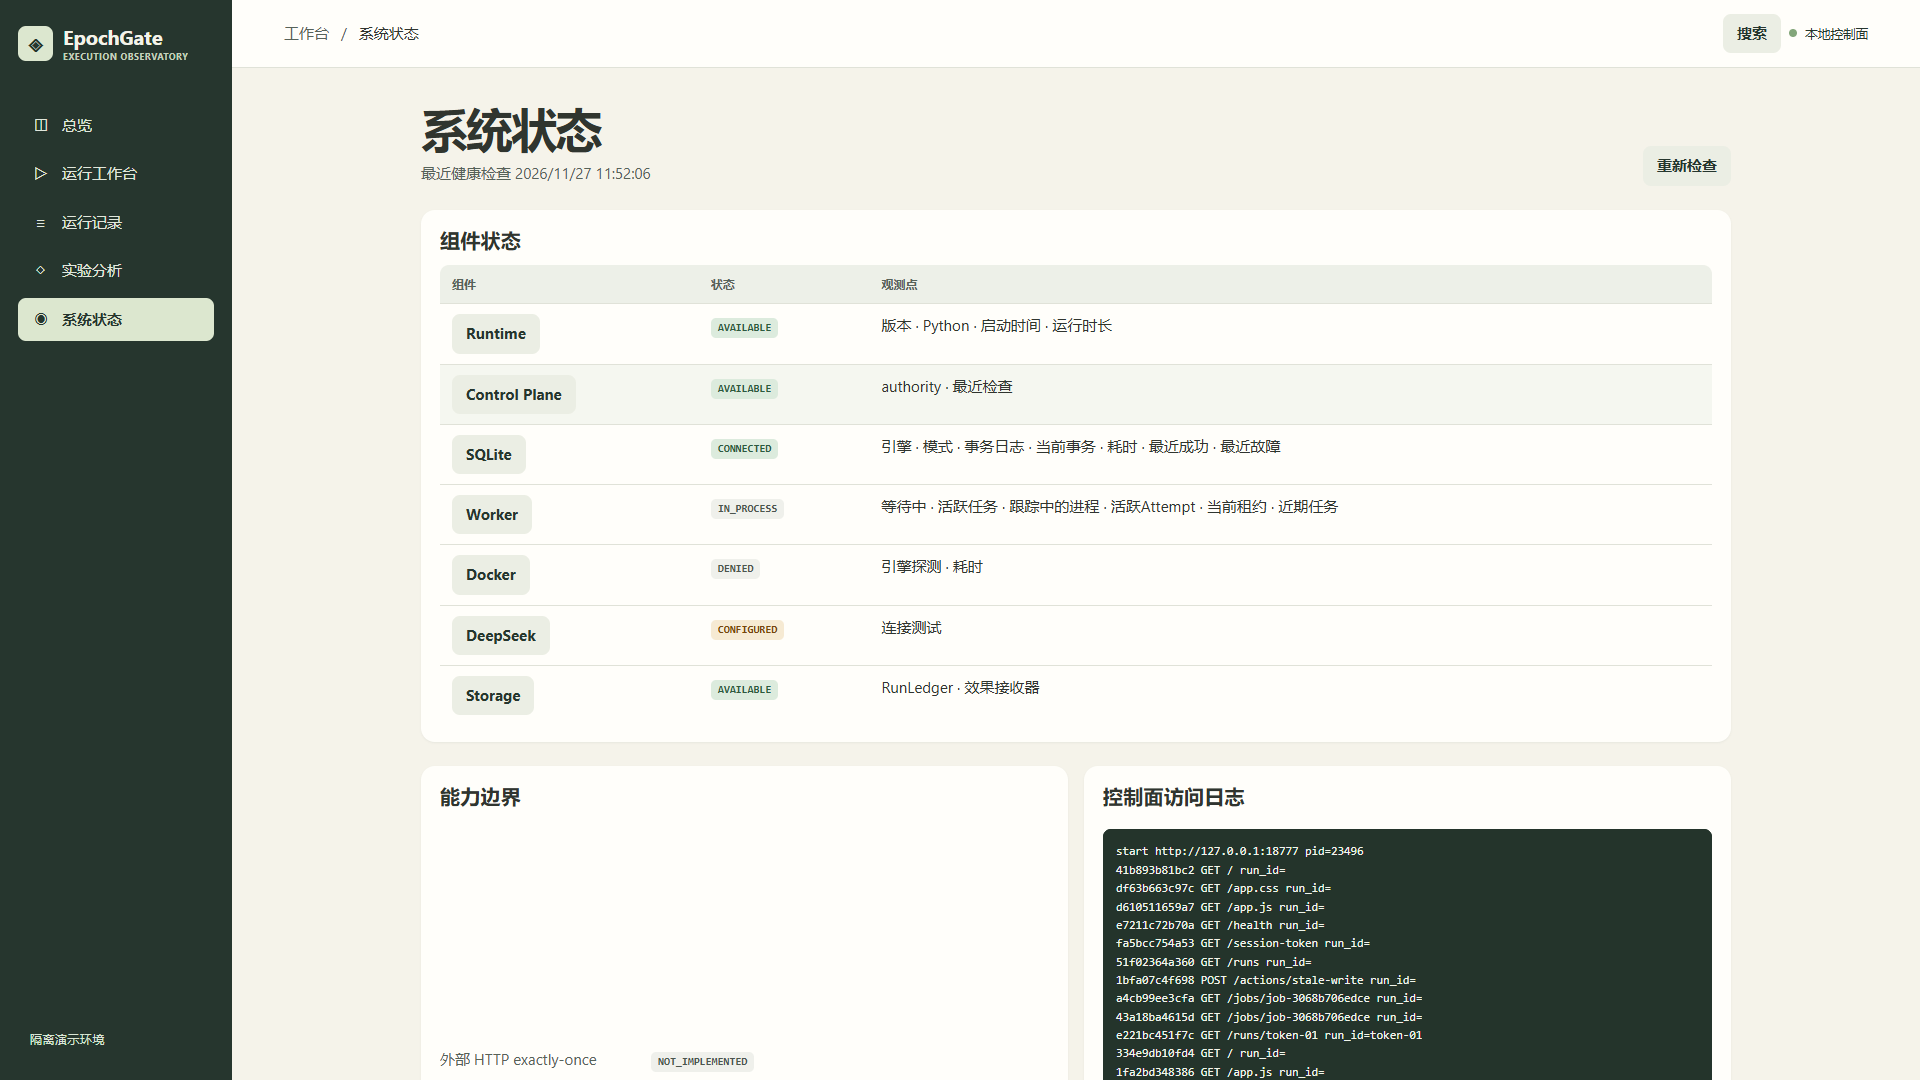 EpochGate
EXECUTION OBSERVATORY
总览
运行工作台
运行记录
实验分析
系统状态
隔离演示环境
工作台 / 系统状态
搜索
本地控制面
系统状态
最近健康检查 2026/11/27 11:52:06
重新检查
组件状态
组件 状态 观测点
Runtime AVAILABLE 版本 · Python · 启动时间 · 运行时长
Control Plane AVAILABLE authority · 最近检查
SQLite CONNECTED 引擎 · 模式 · 事务日志 · 当前事务 · 耗时 · 最近成功 · 最近故障
Worker IN_PROCESS 等待中 · 活跃任务 · 跟踪中的进程 · 活跃Attempt · 当前租约 · 近期任务
Docker DENIED 引擎探测 · 耗时
DeepSeek CONFIGURED 连接测试
Storage AVAILABLE RunLedger · 效果接收器
能力边界
外部 HTTP exactly-once NOT_IMPLEMENTED
控制面访问日志
start http://127.0.0.1:18777 pid=23496
41b893b81bc2 GET / run_id=
df63b663c97c GET /app.css run_id=
d610511659a7 GET /app.js run_id=
e7211c72b70a GET /health run_id=
fa5bcc754a53 GET /session-token run_id=
51f02364a360 GET /runs run_id=
1bfa07c4f698 POST /actions/stale-write run_id=
a4cb99ee3cfa GET /jobs/job-3068b706edce run_id=
43a18ba4615d GET /jobs/job-3068b706edce run_id=
e221bc451f7c GET /runs/token-01 run_id=token-01
334e9db10fd4 GET / run_id=
1fa2bd348386 GET /app.js run_id=